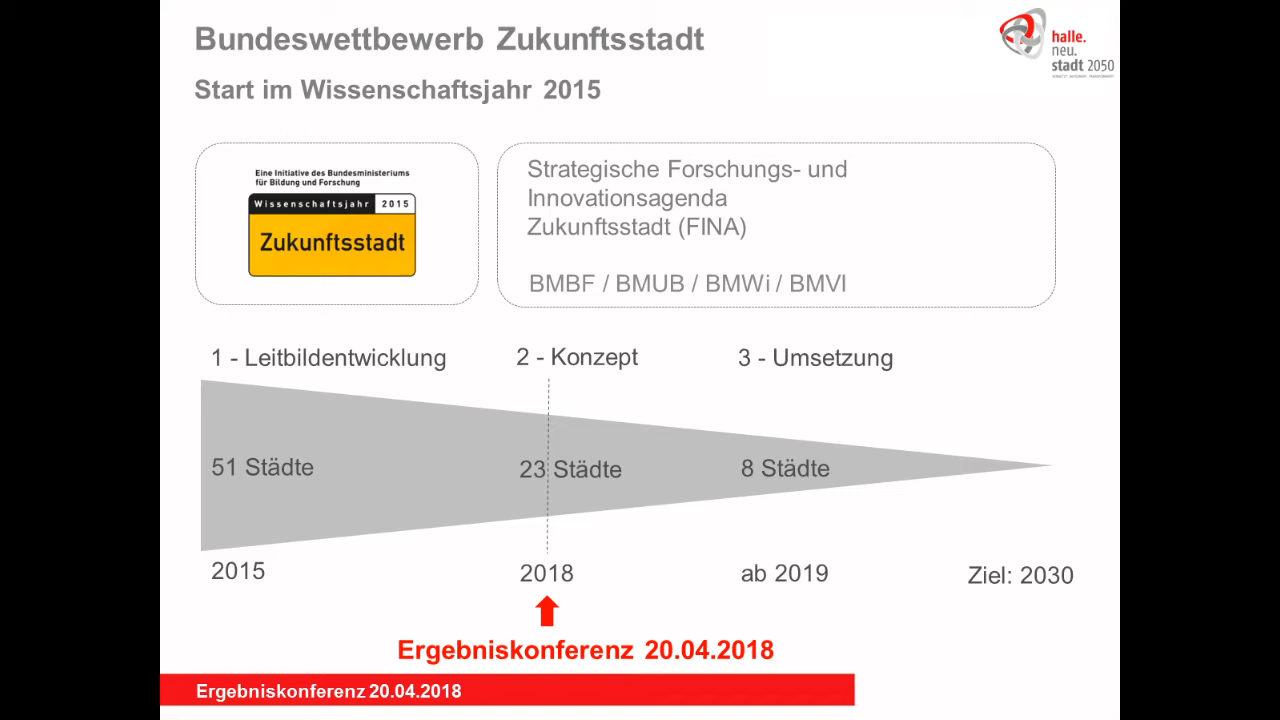 Bundeswettbewerb Zukunftsstadt
Start im Wissenschaftsjahr 2015
halle.
neu.
stadt 2050
Eine Initiative des Bundesministeriums
für Bildung und Forschung
Wissenschaftsjahr 2015
Zukunftsstadt
Strategische Forschungs- und
Innovationsagenda
Zukunftsstadt (FINA)
BMBF / BMUB / BMWi / BMVI
1 - Leitbildentwicklung
2 - Konzept
3 - Umsetzung
51 Städte
23 Städte
8 Städte
2015
2018
ab 2019
Ziel: 2030
Ergebniskonferenz 20.04.2018
Ergebniskonferenz 20.04.2018